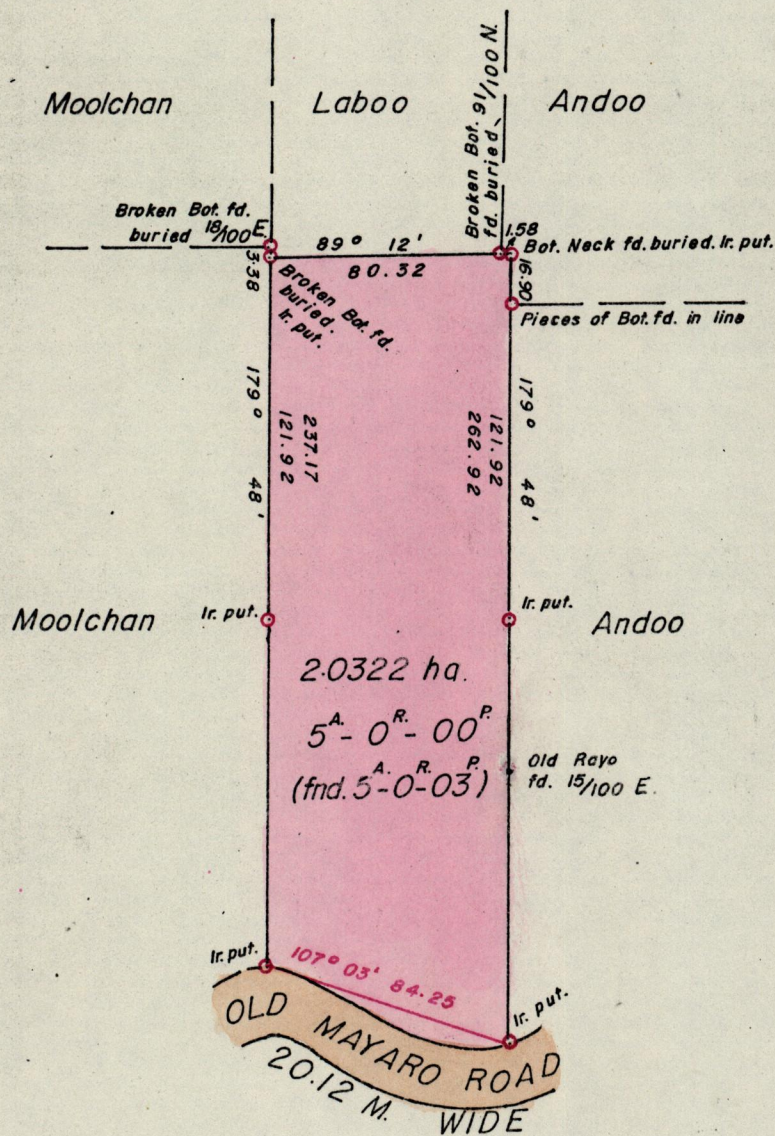 Moolchan
Laboo
Andoo
Broken Bot. 91/100 N.
fd. buried
Broken Bot. fd.
buried 18/100 E.
3.38
89° 12'
80.32
1.58
Bot. Neck fd. buried. Ir. put.
16.90
Broken Bot. fd.
buried.
Ir. put.
Pieces of Bot. fd. in line
179° 48'
237.17
121.92
121.92
262.92
179° 48'
Moolchan
Ir. put.
Ir. put.
Andoo
2.0322 ha.
5A.-0R.-00P.
(fnd. 5A.-0R.-03P.)
Old Rayo
fd. 15/100 E.
Ir. put.
107° 03' 84.25
Ir. put.
OLD MAYARO ROAD
20.12 M. WIDE